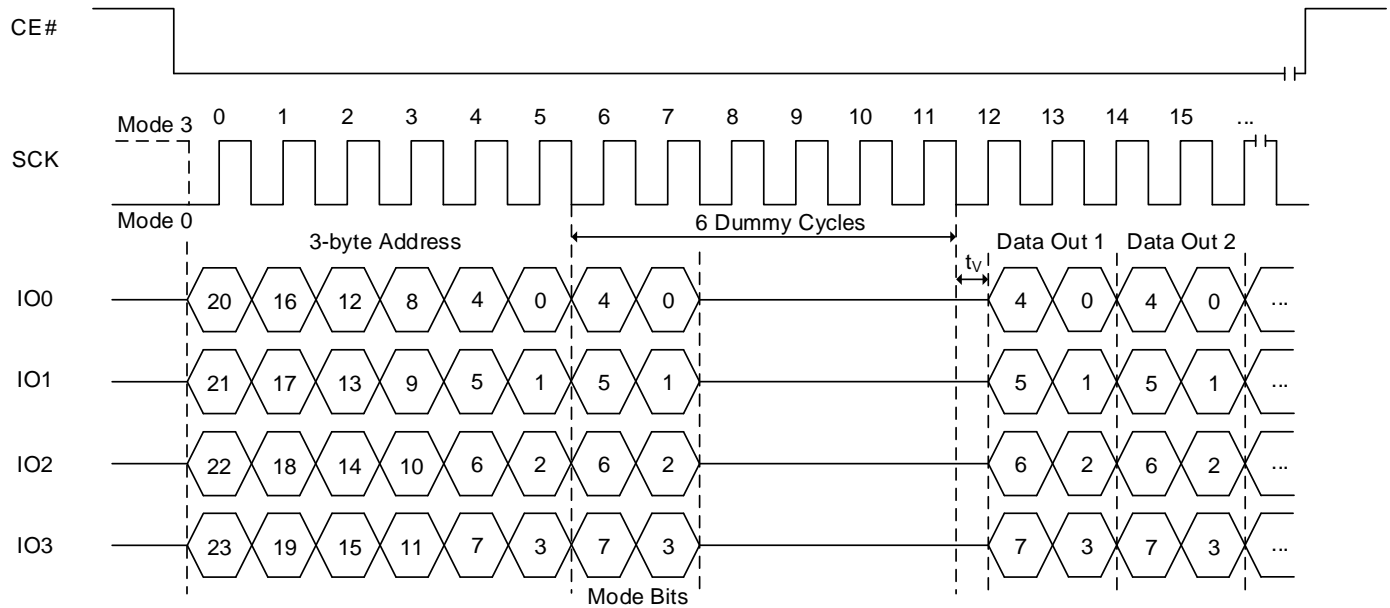 CE#
Mode 3 0 1 2 3 4 5 6 7 8 9 10 11 12 13 14 15 ...
SCK
Mode 0
6 Dummy Cycles
3-byte Address Data Out 1 Data Out 2
tV
IO0 20 16 12 8 4 0 4 0 4 0 4 0 ...
IO1 21 17 13 9 5 1 5 1 5 1 5 1 ...
IO2 22 18 14 10 6 2 6 2 6 2 6 2 ...
IO3 23 19 15 11 7 3 7 3 7 3 7 3 ...
Mode Bits